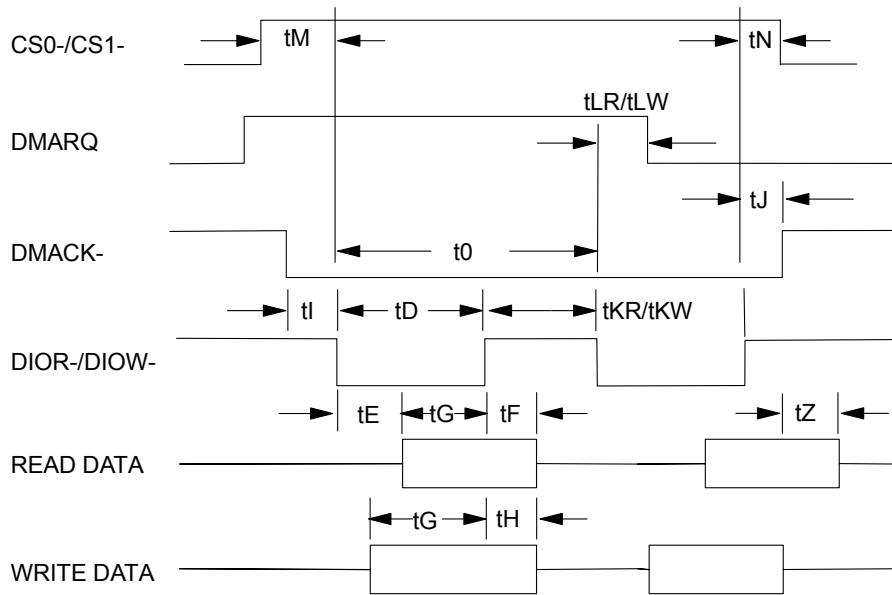 CS0-/CS1-
tM
tN
tLR/tLW
DMARQ
tJ
DMACK-
t0
tI
tD
tKR/tKW
DIOR-/DIOW-
tE
tG
tF
tZ
READ DATA
tG
tH
WRITE DATA